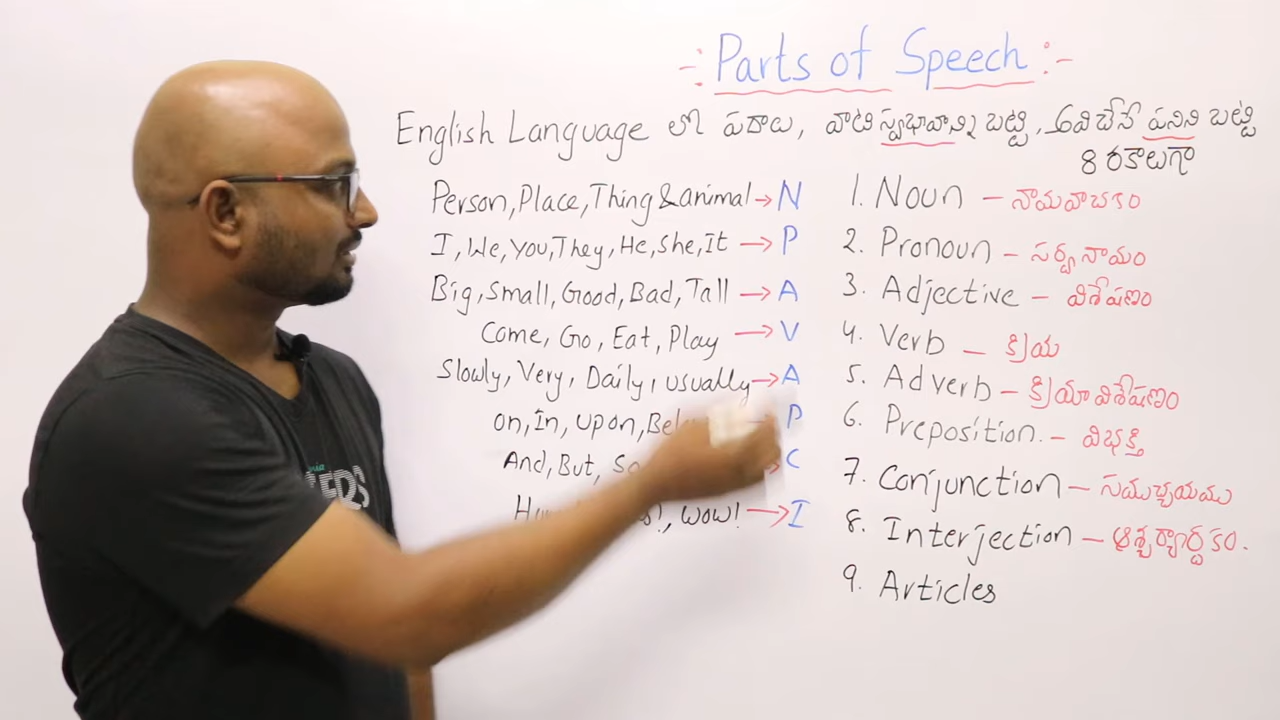 Parts of Speech
English Language లో పదాలు, వాటి స్వభావాన్ని బట్టి, అవిచేసే పనిని బట్టి
8 రకాలుగా
Person, Place, Thing & animal → N
I, We, You, They, He, She, It → P
Big, Small, Good, Bad, Tall → A
Come, Go, Eat, Play → V
Slowly, Very, Daily, usually → A
on, In, upon, P
And, But, C
, wow! → I
1. Noun – నామవాచకం
2. Pronoun – సర్వనామం
3. Adjective – విశేషణం
4. Verb – క్రియ
5. Adverb – క్రియావిశేషణం
6. Preposition. – విభక్తి
7. Conjunction – సముచ్చయము
8. Interjection – ఆశ్చర్యార్థకం.
9. Articles